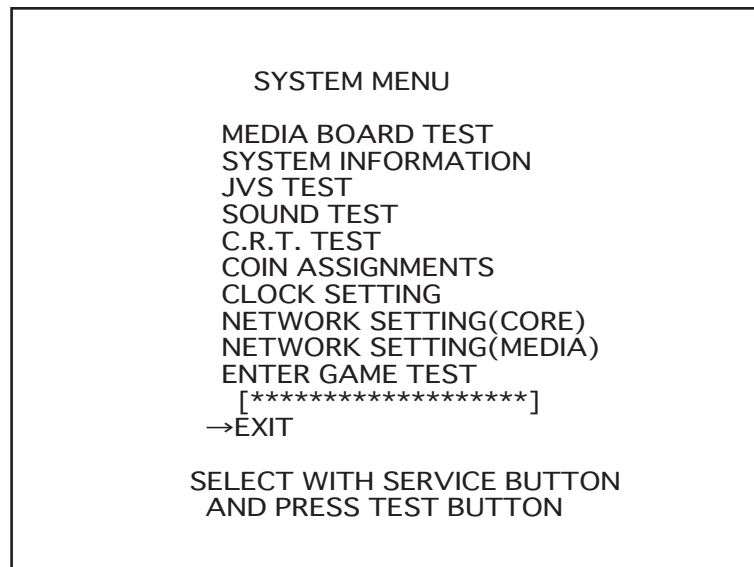 SYSTEM MENU
MEDIA BOARD TEST
SYSTEM INFORMATION
JVS TEST
SOUND TEST
C.R.T. TEST
COIN ASSIGNMENTS
CLOCK SETTING
NETWORK SETTING(CORE)
NETWORK SETTING(MEDIA)
ENTER GAME TEST
[*******************]
→EXIT
SELECT WITH SERVICE BUTTON
AND PRESS TEST BUTTON